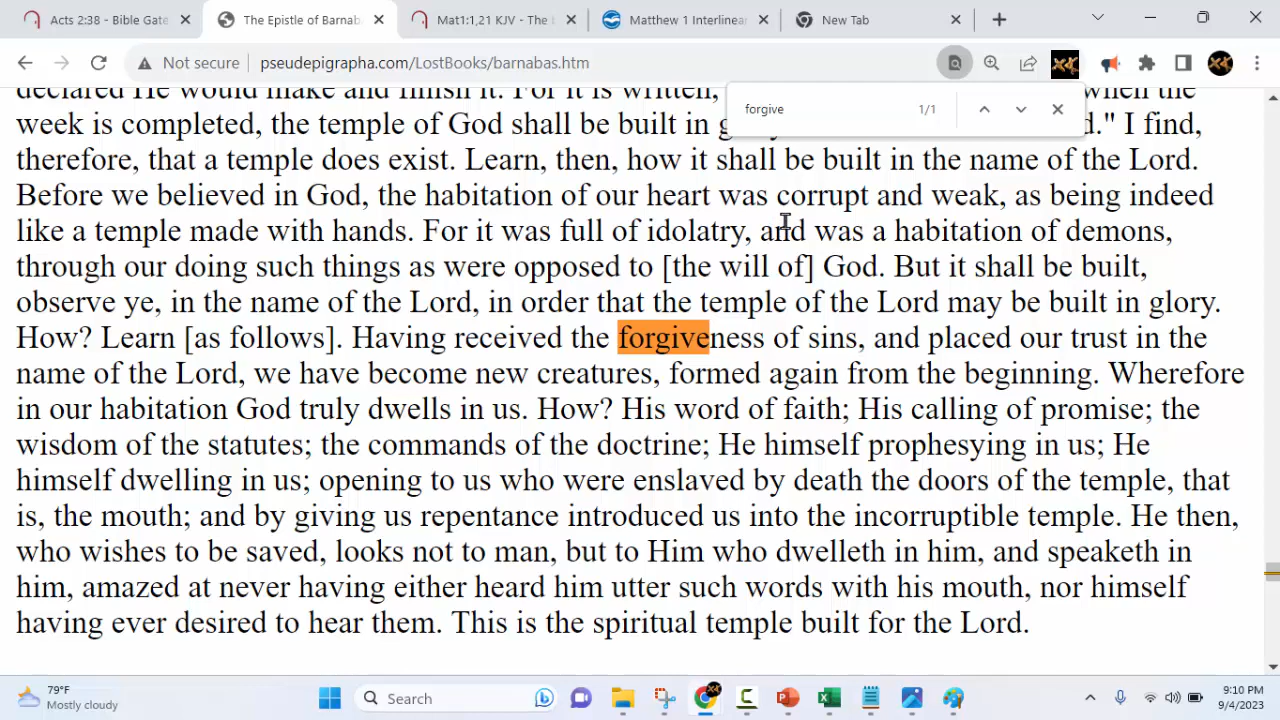 Acts 2:38 - Bible Gate
The Epistle of Barnab
Mat1:1,21 KJV - The
Matthew 1 Interlinear
New Tab
Not secure
pseudepigrapha.com/LostBooks/barnabas.htm
forgive
1/1
declared He would make and finish it. For it is written, when the
week is completed, the temple of God shall be built in d." I find,
therefore, that a temple does exist. Learn, then, how it shall be built in the name of the Lord.
Before we believed in God, the habitation of our heart was corrupt and weak, as being indeed
like a temple made with hands. For it was full of idolatry, and was a habitation of demons,
through our doing such things as were opposed to [the will of] God. But it shall be built,
observe ye, in the name of the Lord, in order that the temple of the Lord may be built in glory.
How? Learn [as follows]. Having received the forgiveness of sins, and placed our trust in the
name of the Lord, we have become new creatures, formed again from the beginning. Wherefore
in our habitation God truly dwells in us. How? His word of faith; His calling of promise; the
wisdom of the statutes; the commands of the doctrine; He himself prophesying in us; He
himself dwelling in us; opening to us who were enslaved by death the doors of the temple, that
is, the mouth; and by giving us repentance introduced us into the incorruptible temple. He then,
who wishes to be saved, looks not to man, but to Him who dwelleth in him, and speaketh in
him, amazed at never having either heard him utter such words with his mouth, nor himself
having ever desired to hear them. This is the spiritual temple built for the Lord.
79°F
Mostly cloudy
Search
9:10 PM
9/4/2023